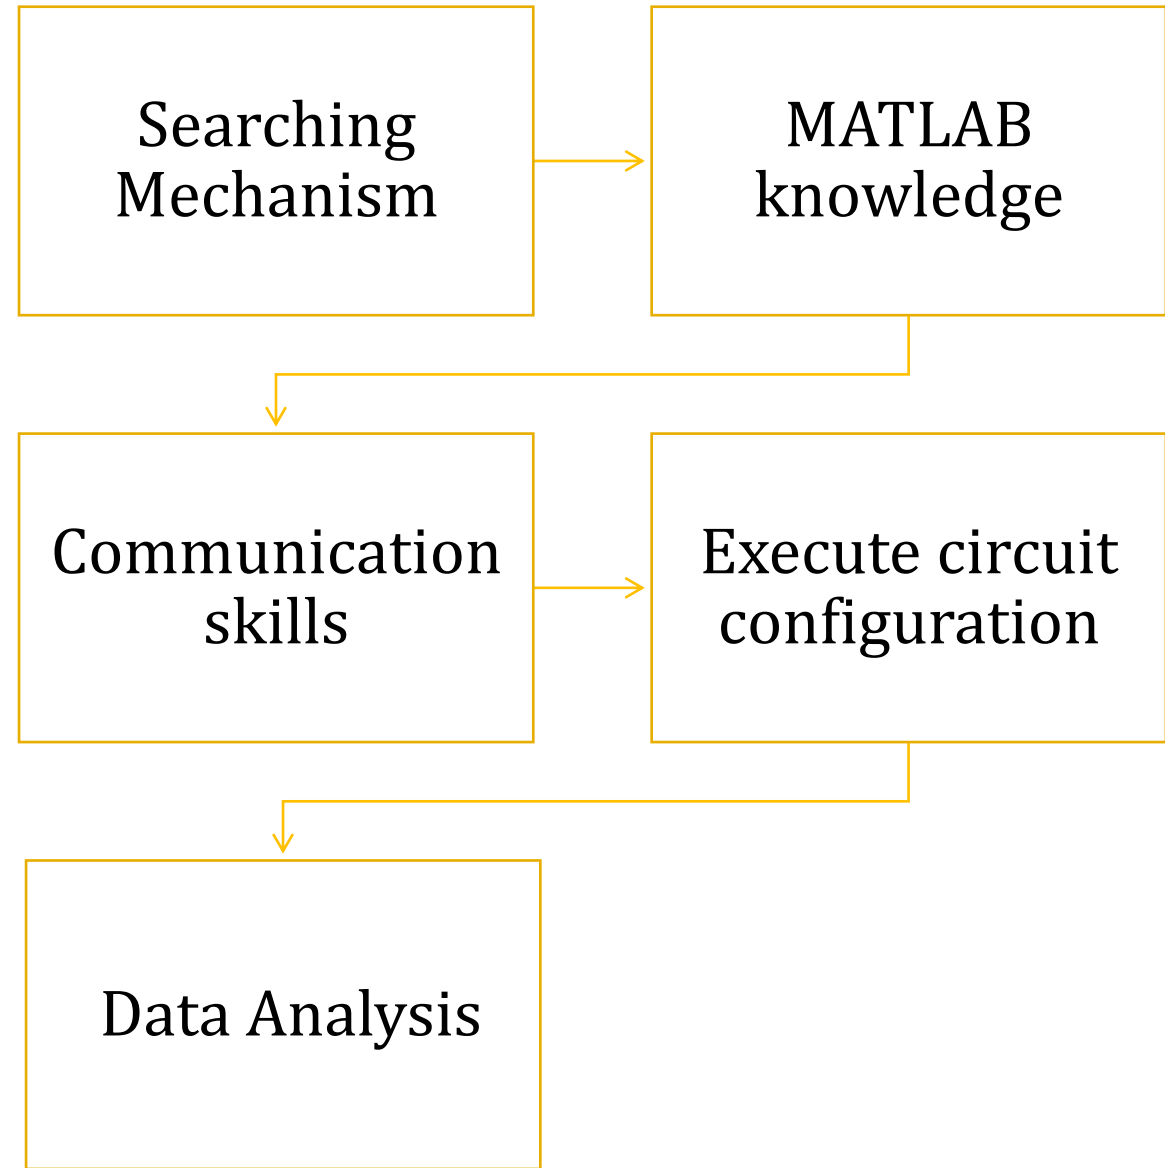 Searching
Mechanism
MATLAB
knowledge
Communication
skills
Execute circuit
configuration
Data Analysis